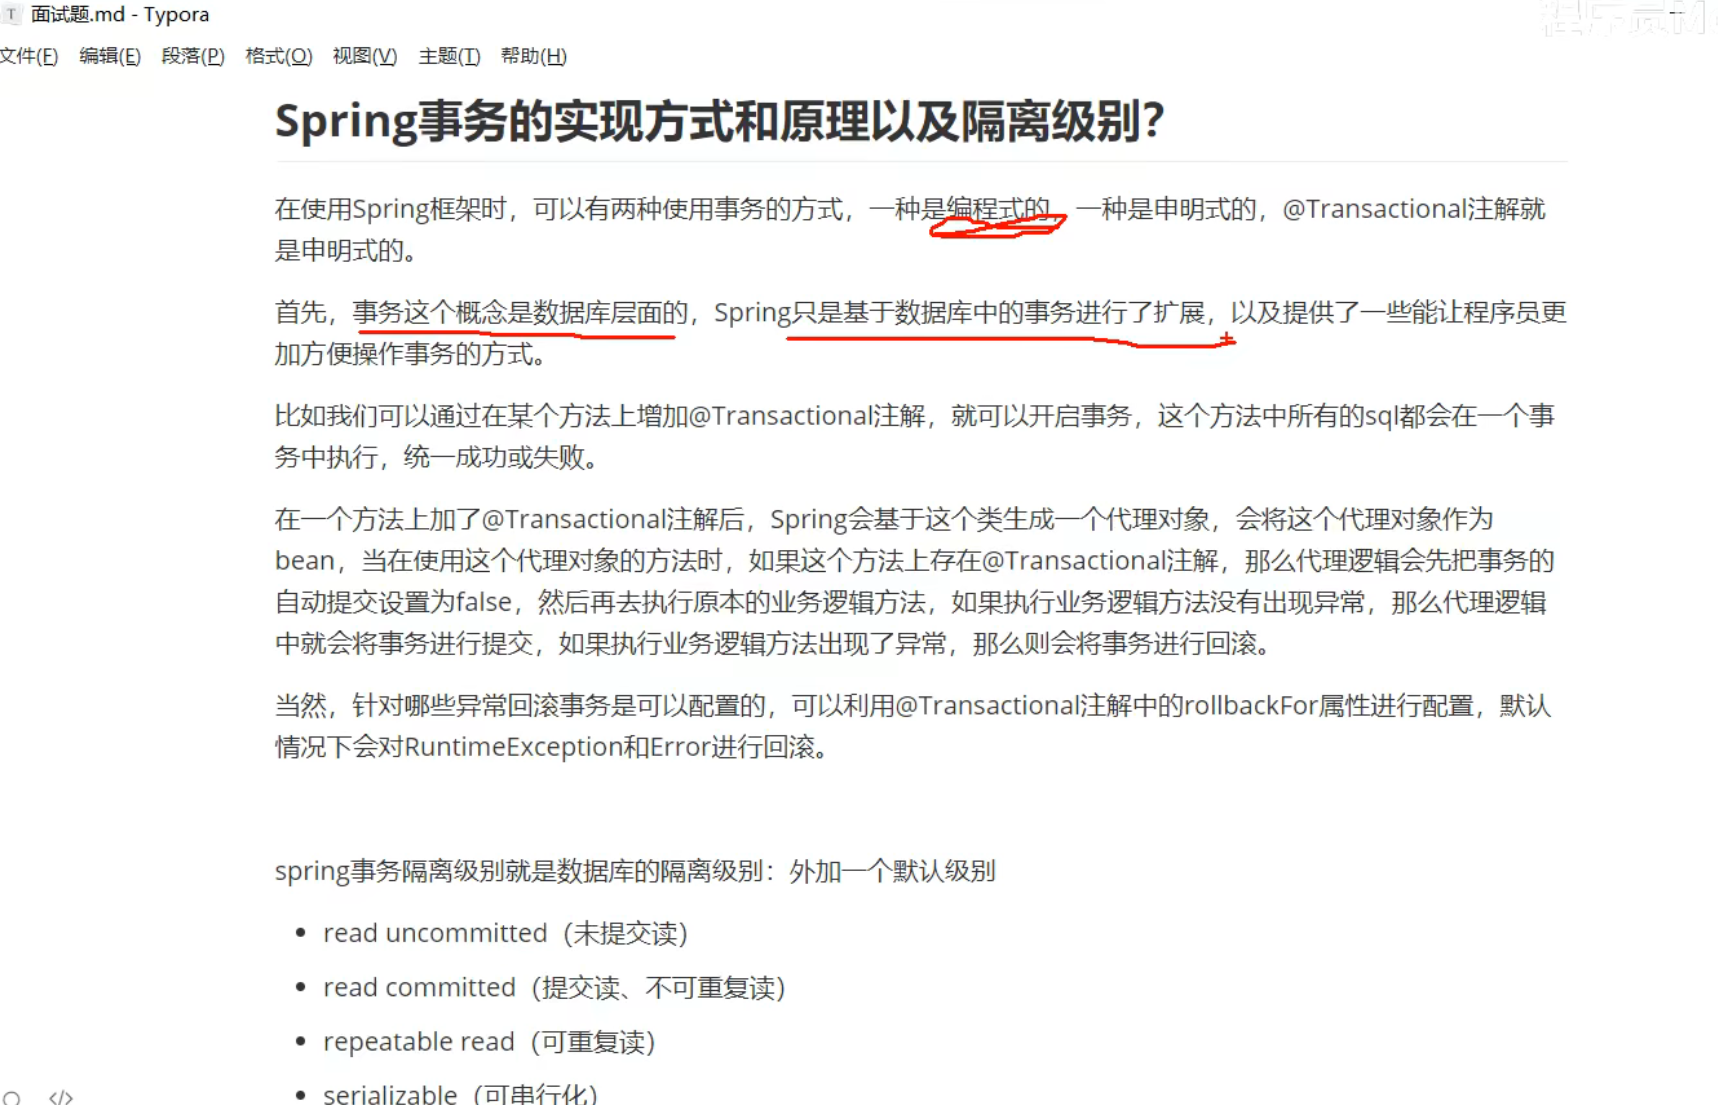 面试题.md - Typora
程序员M
文件(F) 编辑(E) 段落(P) 格式(O) 视图(V) 主题(T) 帮助(H)
Spring事务的实现方式和原理以及隔离级别？
在使用Spring框架时，可以有两种使用事务的方式，一种是编程式的，一种是申明式的，@Transactional注解就
是申明式的。
首先，事务这个概念是数据库层面的，Spring只是基于数据库中的事务进行了扩展，以及提供了一些能让程序员更
加方便操作事务的方式。
比如我们可以通过在某个方法上增加@Transactional注解，就可以开启事务，这个方法中所有的sql都会在一个事
务中执行，统一成功或失败。
在一个方法上加了@Transactional注解后，Spring会基于这个类生成一个代理对象，会将这个代理对象作为
bean，当在使用这个代理对象的方法时，如果这个方法上存在@Transactional注解，那么代理逻辑会先把事务的
自动提交设置为false，然后再去执行原本的业务逻辑方法，如果执行业务逻辑方法没有出现异常，那么代理逻辑
中就会将事务进行提交，如果执行业务逻辑方法出现了异常，那么则会将事务进行回滚。
当然，针对哪些异常回滚事务是可以配置的，可以利用@Transactional注解中的rollbackFor属性进行配置，默认
情况下会对RuntimeException和Error进行回滚。
spring事务隔离级别就是数据库的隔离级别：外加一个默认级别
• read uncommitted（未提交读）
• read committed（提交读、不可重复读）
• repeatable read（可重复读）
• serializable（可串行化）